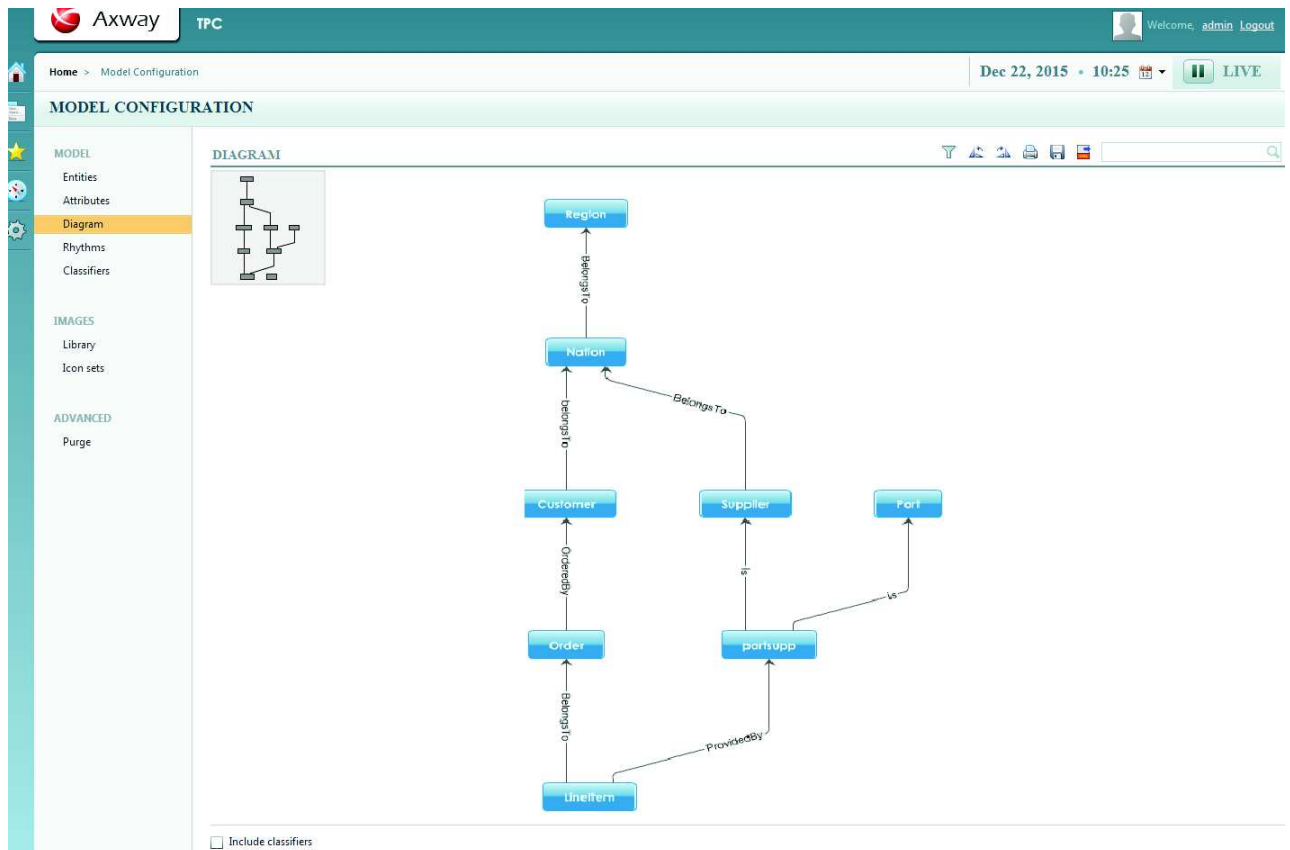 Axway
TPC
Welcome, admin Logout
Home > Model Configuration
Dec 22, 2015 • 10:25
LIVE
MODEL CONFIGURATION
MODEL
Entities
Attributes
Diagram
Rhythms
Classifiers
IMAGES
Library
Icon sets
ADVANCED
Purge
DIAGRAM
Region
BelongsTo
Nation
belongsTo
BelongsTo
Customer
Supplier
Part
OrderedBy
is
is
Order
partsupp
BelongsTo
ProvidedBy
LineItem
Include classifiers